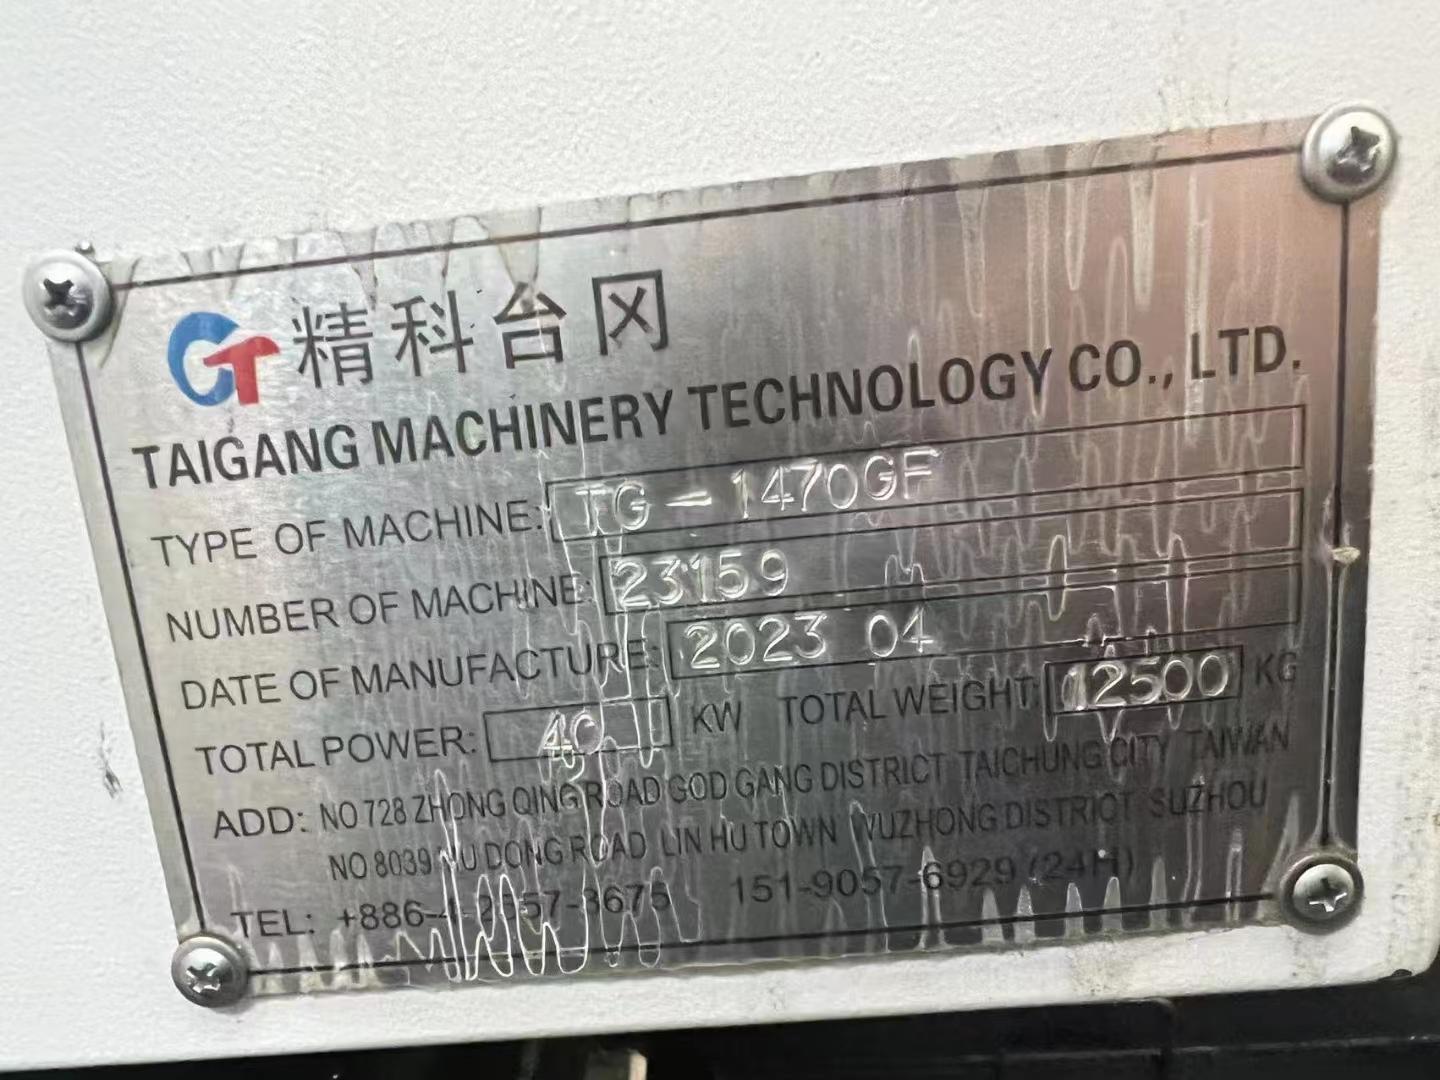 GT 精科台冈
TAIGANG MACHINERY TECHNOLOGY CO., LTD.
TYPE OF MACHINE: TG-1470GF
NUMBER OF MACHINE: 23159
DATE OF MANUFACTURE: 2023 04
TOTAL POWER: 40 KW TOTAL WEIGHT: 12500 KG
ADD: NO 728 ZHONG QING ROAD GOD GANG DISTRICT TAICHUNG CITY TAIWAN
NO 8039 DONG ROAD LIN HU TOWN WUZHONG DISTRICT SUZHOU
TEL: 151-9057-6929 (24H)